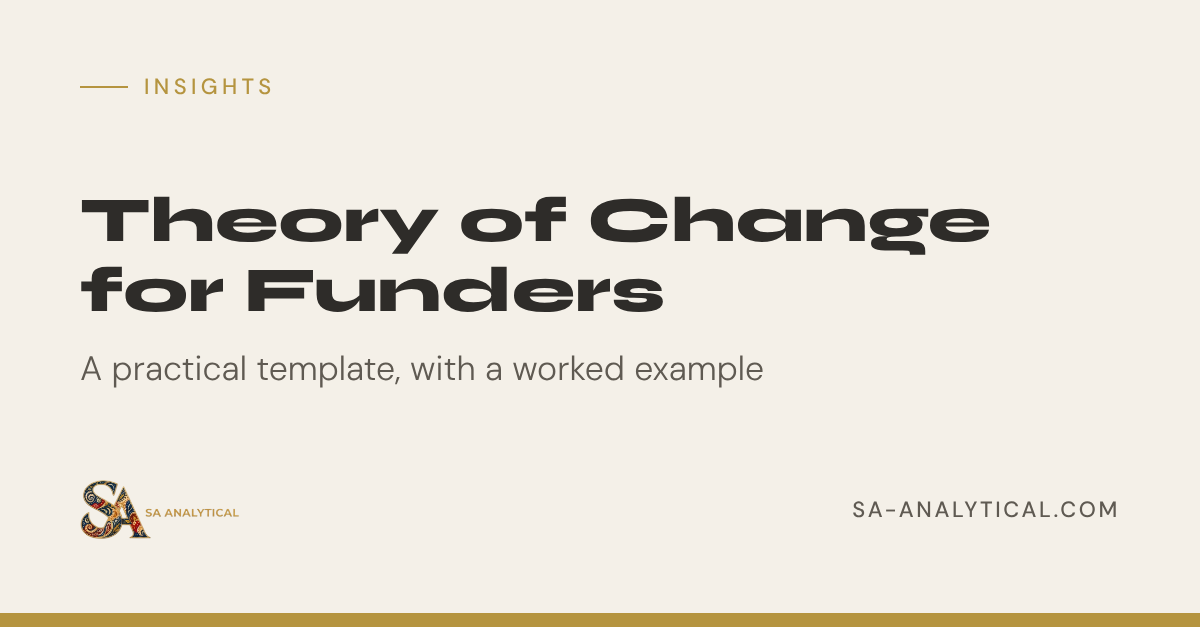 INSIGHTS
Theory of Change
for Funders
A practical template, with a worked example
SA SA ANALYTICAL
SA-ANALYTICAL.COM